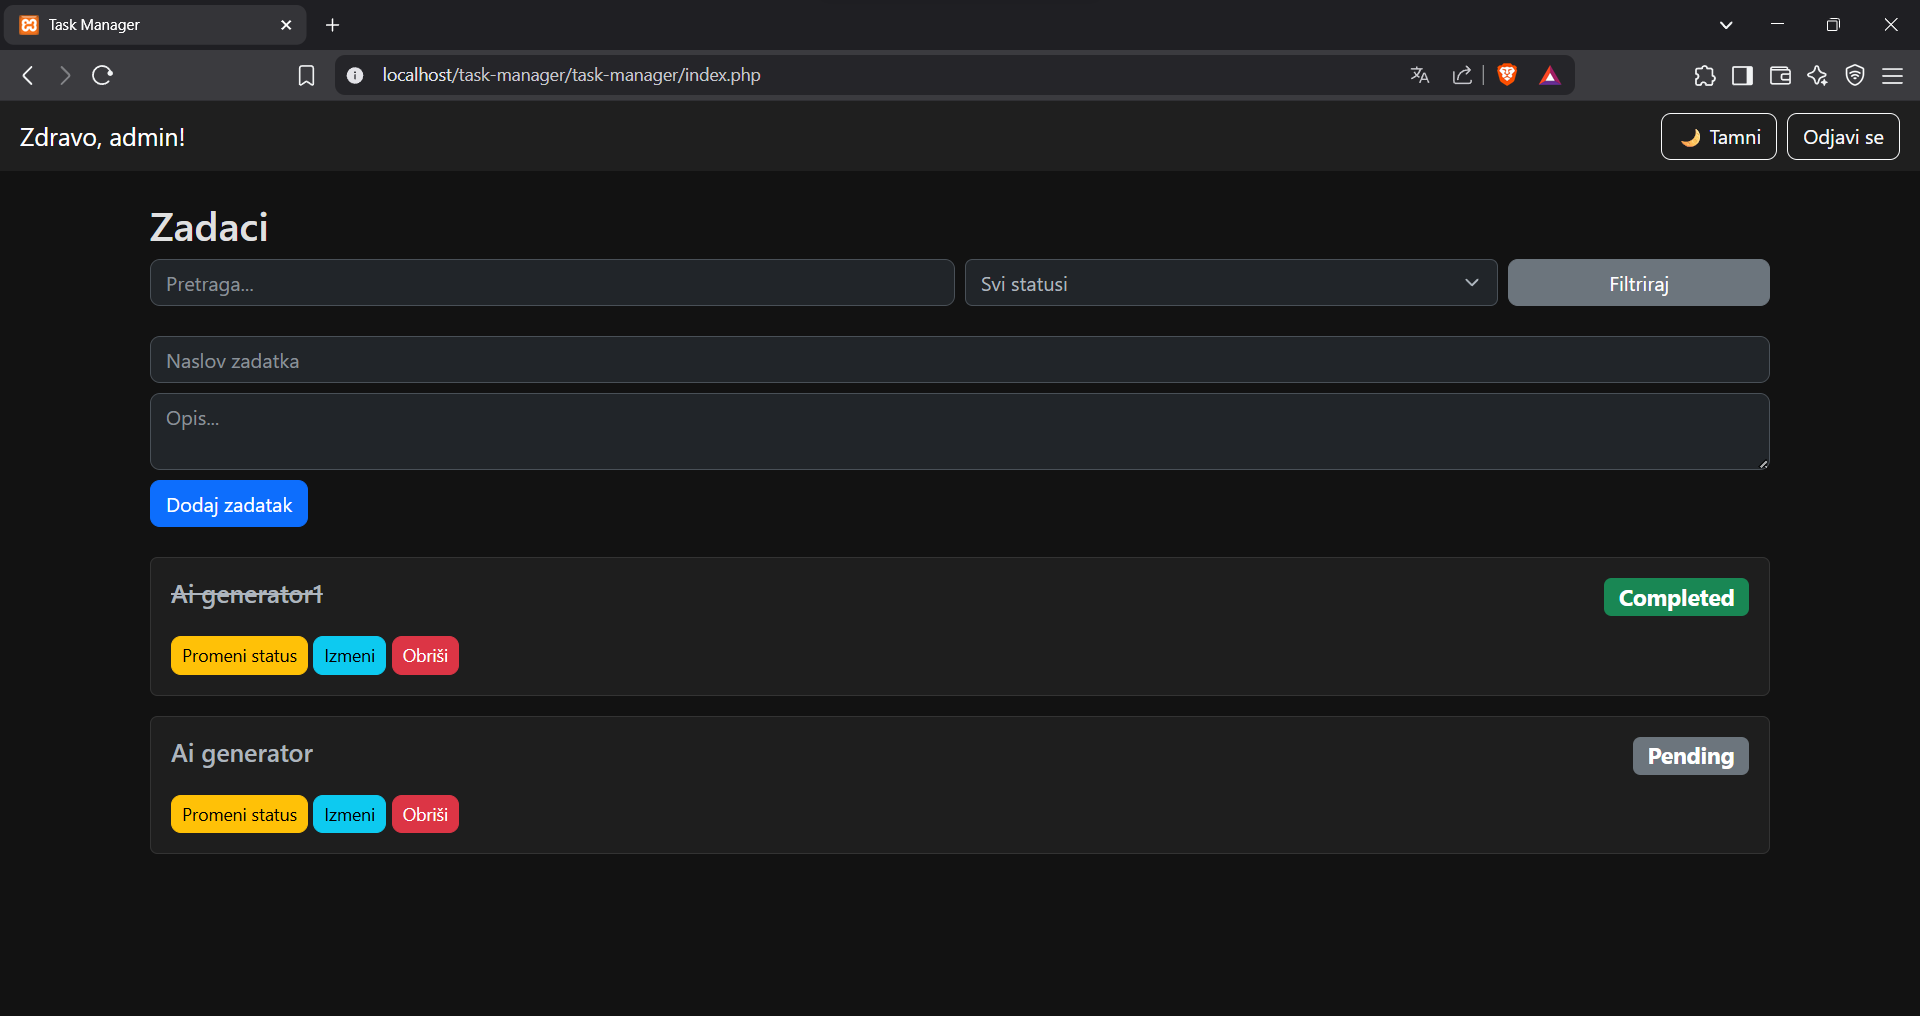 Task Manager
localhost/task-manager/task-manager/index.php
Zdravo, admin!
🌙 Tamni
Odjavi se
Zadaci
Pretraga...
Svi statusi
Filtriraj
Naslov zadatka
Opis...
Dodaj zadatak
Ai generator1
Completed
Promeni status
Izmeni
Obriši
Ai generator
Pending
Promeni status
Izmeni
Obriši